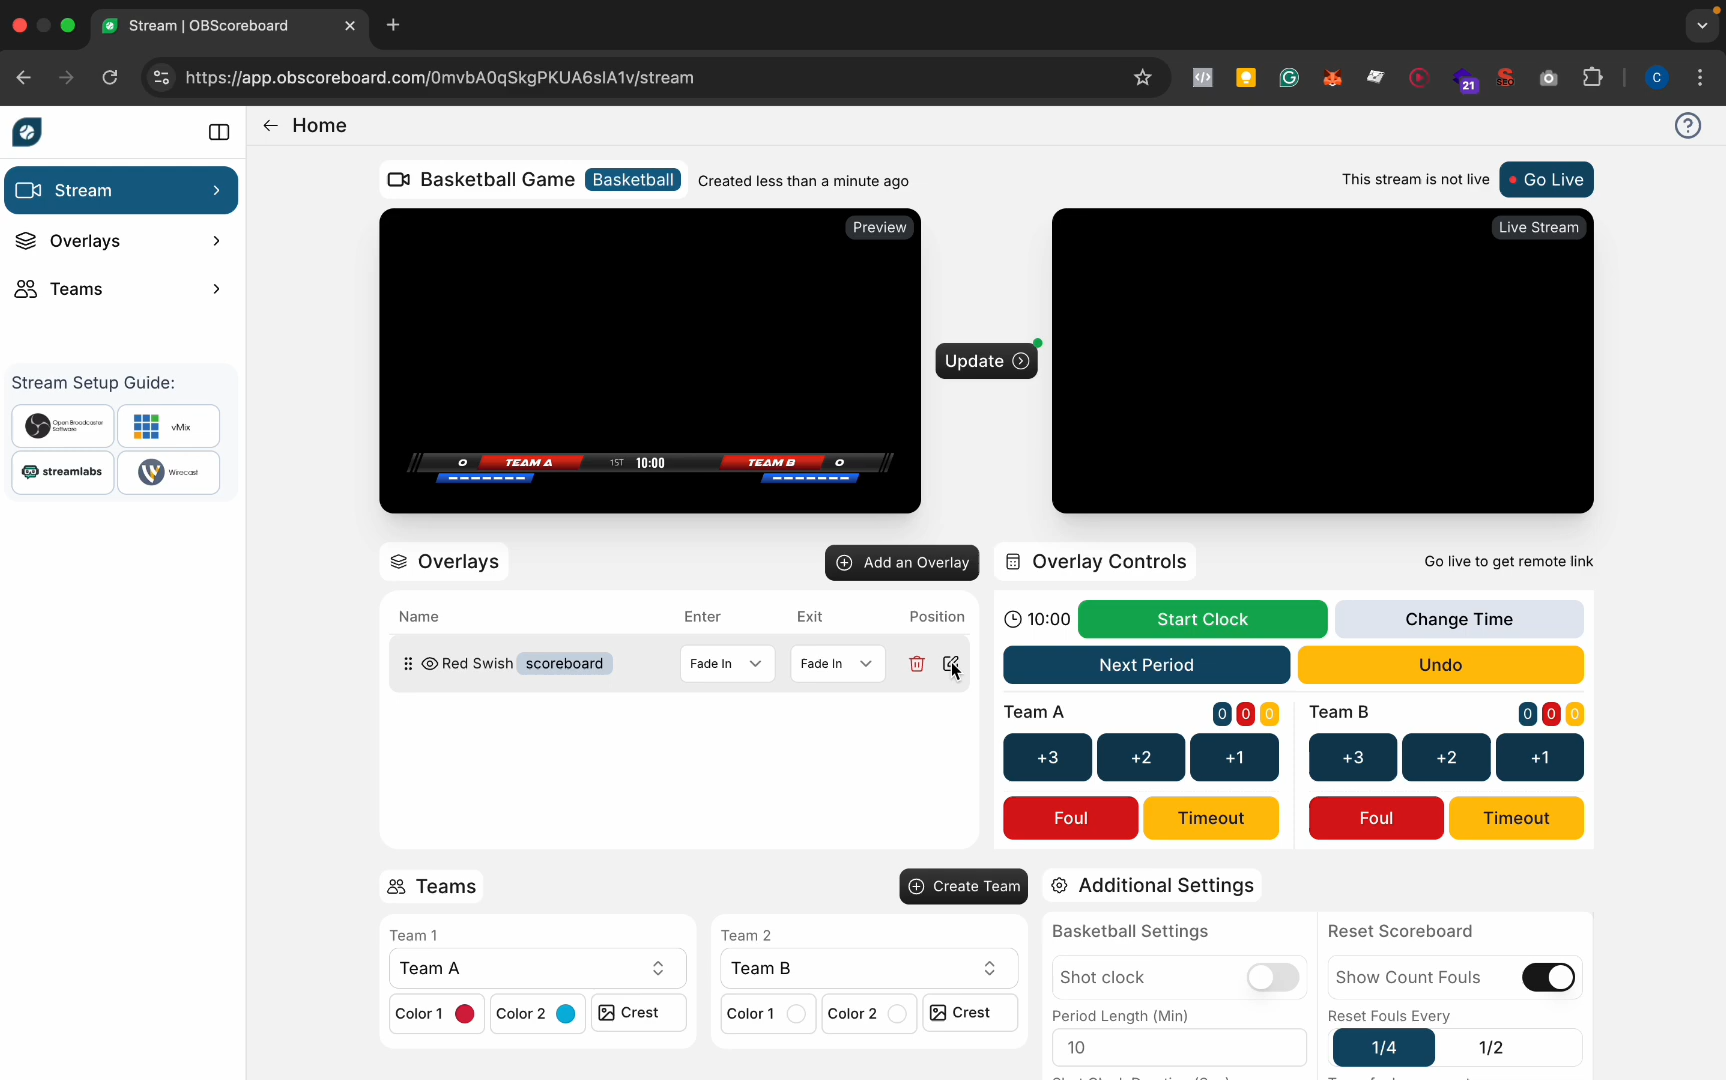 Stream | OBScoreboard
https://app.obscoreboard.com/0mvbA0qSkgPKUA6sIA1v/stream
21
SEO
C
Home
Stream
Overlays
Teams
Stream Setup Guide:
Open Broadcaster Software
vMix
streamlabs
Wirecast
Basketball Game Basketball Created less than a minute ago
This stream is not live Go Live
Preview
0 TEAM A 1ST 10:00 TEAM B 0
Update
Live Stream
Overlays
Add an Overlay
Name Enter Exit Position
Red Swish scoreboard Fade In Fade In
Overlay Controls
Go live to get remote link
10:00 Start Clock Change Time
Next Period Undo
Team A 0 0 0
+3 +2 +1
Foul Timeout
Team B 0 0 0
+3 +2 +1
Foul Timeout
Teams
Create Team
Team 1
Team A
Color 1 Color 2 Crest
Team 2
Team B
Color 1 Color 2 Crest
Additional Settings
Basketball Settings
Shot clock
Period Length (Min)
10
Reset Scoreboard
Show Count Fouls
Reset Fouls Every
1/4 1/2